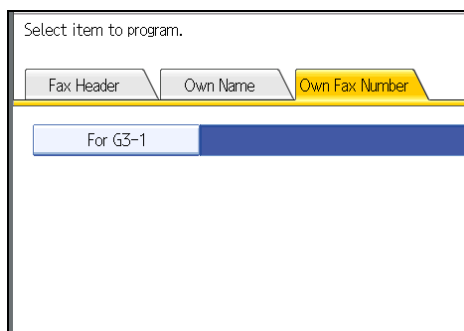 Select item to program.
Fax Header Own Name Own Fax Number
For G3-1